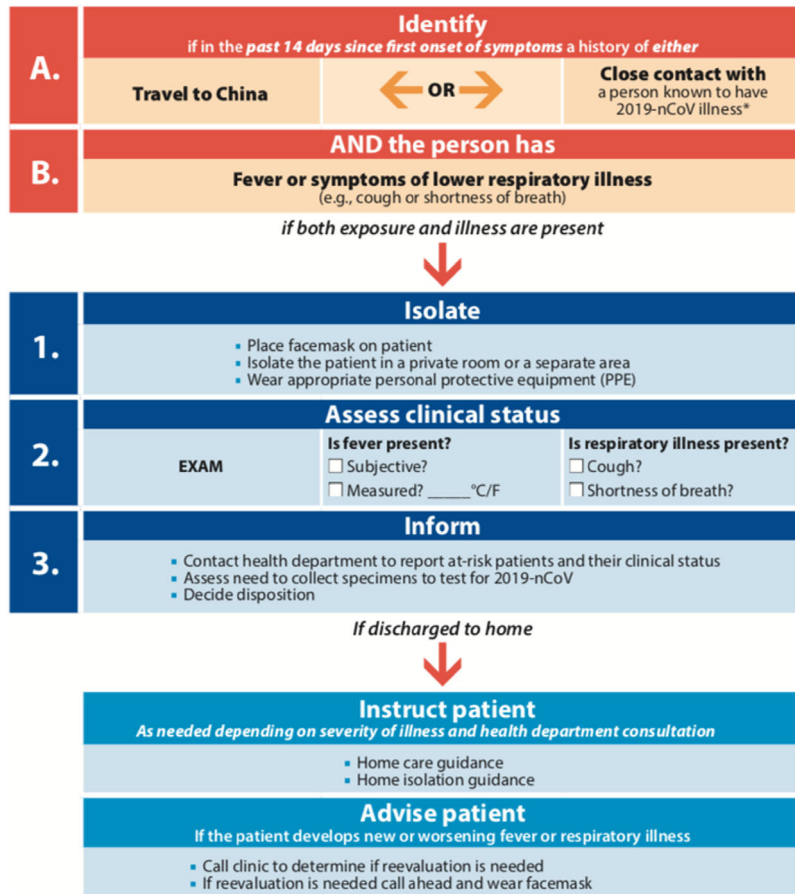 A.
Identify
if in the past 14 days since first onset of symptoms a history of either
Travel to China
OR
Close contact with
a person known to have
2019-nCoV illness*
B.
AND the person has
Fever or symptoms of lower respiratory illness
(e.g., cough or shortness of breath)
if both exposure and illness are present
1.
Isolate
▪ Place facemask on patient
▪ Isolate the patient in a private room or a separate area
▪ Wear appropriate personal protective equipment (PPE)
2.
Assess clinical status
EXAM
Is fever present?
☐ Subjective?
☐ Measured? _____°C/F
Is respiratory illness present?
☐ Cough?
☐ Shortness of breath?
3.
Inform
▪ Contact health department to report at-risk patients and their clinical status
▪ Assess need to collect specimens to test for 2019-nCoV
▪ Decide disposition
If discharged to home
Instruct patient
As needed depending on severity of illness and health department consultation
▪ Home care guidance
▪ Home isolation guidance
Advise patient
If the patient develops new or worsening fever or respiratory illness
▪ Call clinic to determine if reevaluation is needed
▪ If reevaluation is needed call ahead and wear facemask